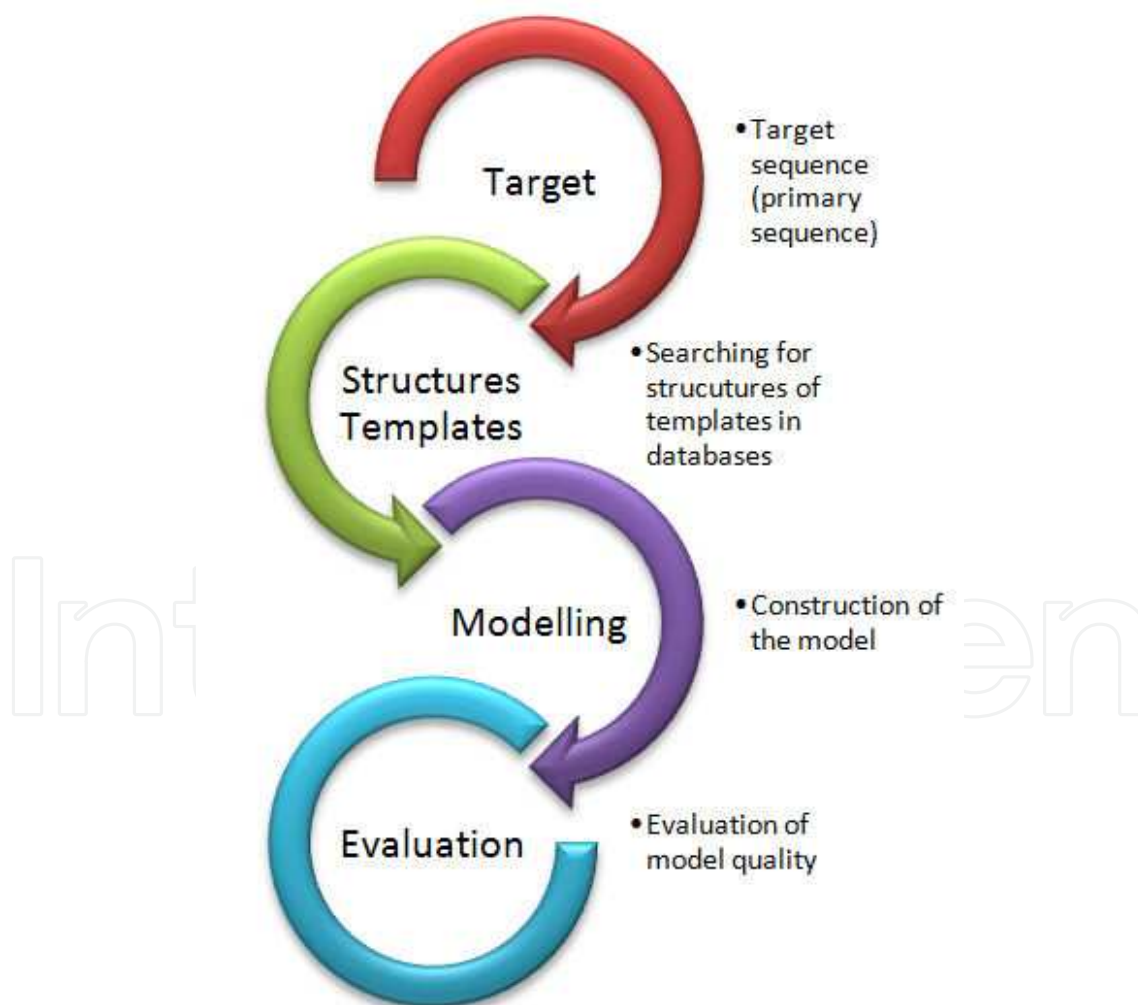 Target
•Target
sequence
(primary
sequence)
Structures
Templates
•Searching for
strucutures of
templates in
databases
Modelling
•Construction of
the model
Evaluation
•Evaluation of
model quality